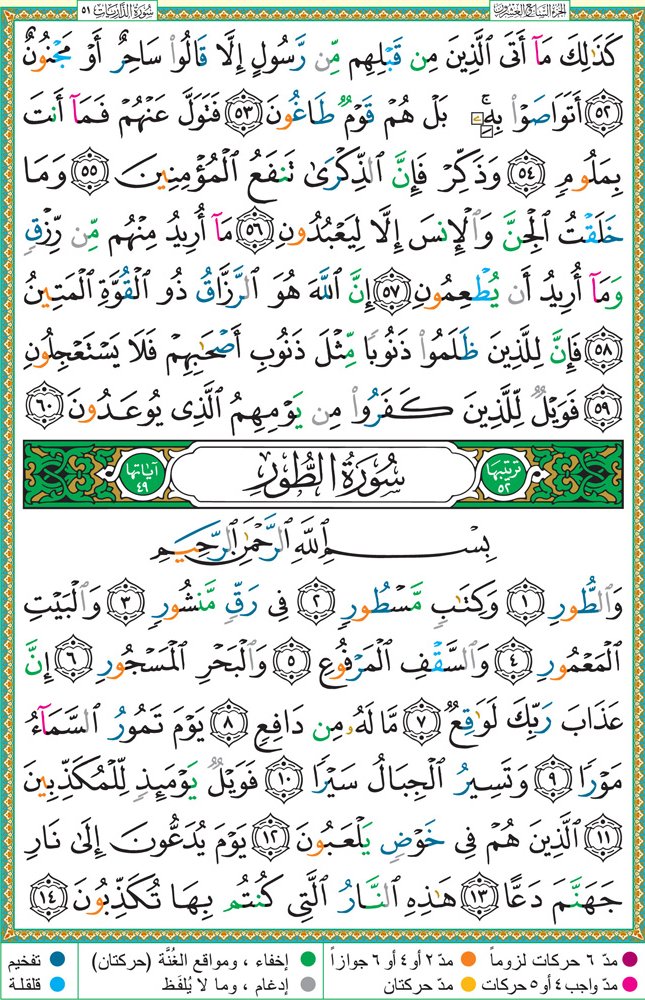 الجزء السابع والعشرون
سورة الذاريات ٥١
كَذَٰلِكَ مَآ أَتَى ٱلَّذِينَ مِن قَبْلِهِم مِّن رَّسُولٍ إِلَّا قَالُوا۟ سَاحِرٌ أَوْ مَجْنُونٌ
٥٢ أَتَوَاصَوْا۟ بِهِۦ ۚ بَلْ هُمْ قَوْمٌ طَاغُونَ ٥٣ فَتَوَلَّ عَنْهُمْ فَمَآ أَنتَ
بِمَلُومٍ ٥٤ وَذَكِّرْ فَإِنَّ ٱلذِّكْرَىٰ تَنفَعُ ٱلْمُؤْمِنِينَ ٥٥ وَمَا
خَلَقْتُ ٱلْجِنَّ وَٱلْإِنسَ إِلَّا لِيَعْبُدُونِ ٥٦ مَآ أُرِيدُ مِنْهُم مِّن رِّزْقٍ
وَمَآ أُرِيدُ أَن يُطْعِمُونِ ٥٧ إِنَّ ٱللَّهَ هُوَ ٱلرَّزَّاقُ ذُو ٱلْقُوَّةِ ٱلْمَتِينُ
٥٨ فَإِنَّ لِلَّذِينَ ظَلَمُوا۟ ذَنُوبًا مِّثْلَ ذَنُوبِ أَصْحَٰبِهِمْ فَلَا يَسْتَعْجِلُونِ
٥٩ فَوَيْلٌ لِّلَّذِينَ كَفَرُوا۟ مِن يَوْمِهِمُ ٱلَّذِى يُوعَدُونَ ٦٠
ترتيبها ٥٢
سُورَةُ الطُّورِ
آياتها ٤٩
بِسْمِ ٱللَّهِ ٱلرَّحْمَٰنِ ٱلرَّحِيمِ
وَٱلطُّورِ ١ وَكِتَٰبٍ مَّسْطُورٍ ٢ فِى رَقٍّ مَّنشُورٍ ٣ وَٱلْبَيْتِ
ٱلْمَعْمُورِ ٤ وَٱلسَّقْفِ ٱلْمَرْفُوعِ ٥ وَٱلْبَحْرِ ٱلْمَسْجُورِ ٦ إِنَّ
عَذَابَ رَبِّكَ لَوَٰقِعٌ ٧ مَّا لَهُۥ مِن دَافِعٍ ٨ يَوْمَ تَمُورُ ٱلسَّمَآءُ
مَوْرًا ٩ وَتَسِيرُ ٱلْجِبَالُ سَيْرًا ١٠ فَوَيْلٌ يَوْمَئِذٍ لِّلْمُكَذِّبِينَ
١١ ٱلَّذِينَ هُمْ فِى خَوْضٍ يَلْعَبُونَ ١٢ يَوْمَ يُدَعُّونَ إِلَىٰ نَارِ
جَهَنَّمَ دَعًّا ١٣ هَٰذِهِ ٱلنَّارُ ٱلَّتِى كُنتُم بِهَا تُكَذِّبُونَ ١٤
مدّ ٦ حركات لزوماً
مدّ ٢ أو ٤ أو ٦ جوازاً
إخفاء ، ومواقع الغُنَّة (حركتان)
تفخيم
مدّ واجب ٤ أو ٥ حركات
مدّ حركتان
إدغام ، وما لا يُلفَظ
قلقلة